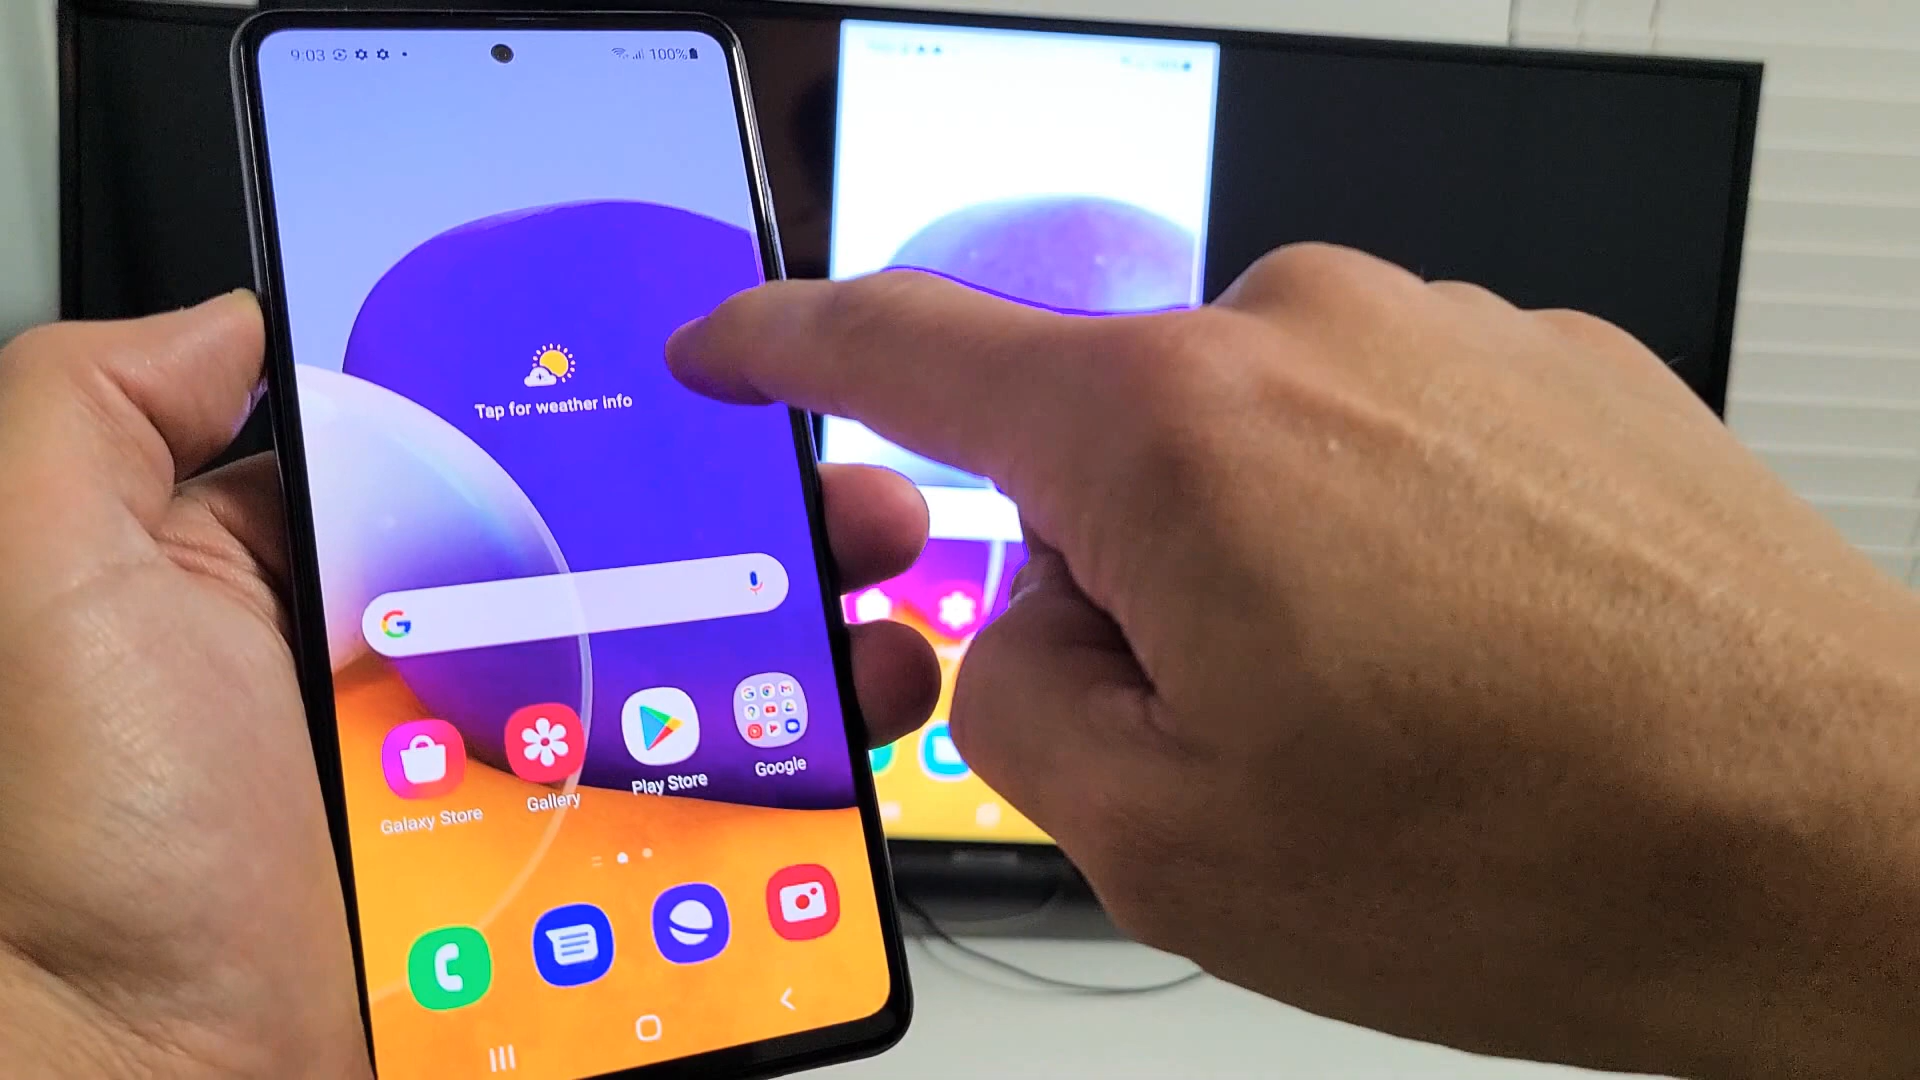 9:03
100%
Tap for weather info
Galaxy Store
Gallery
Play Store
Google